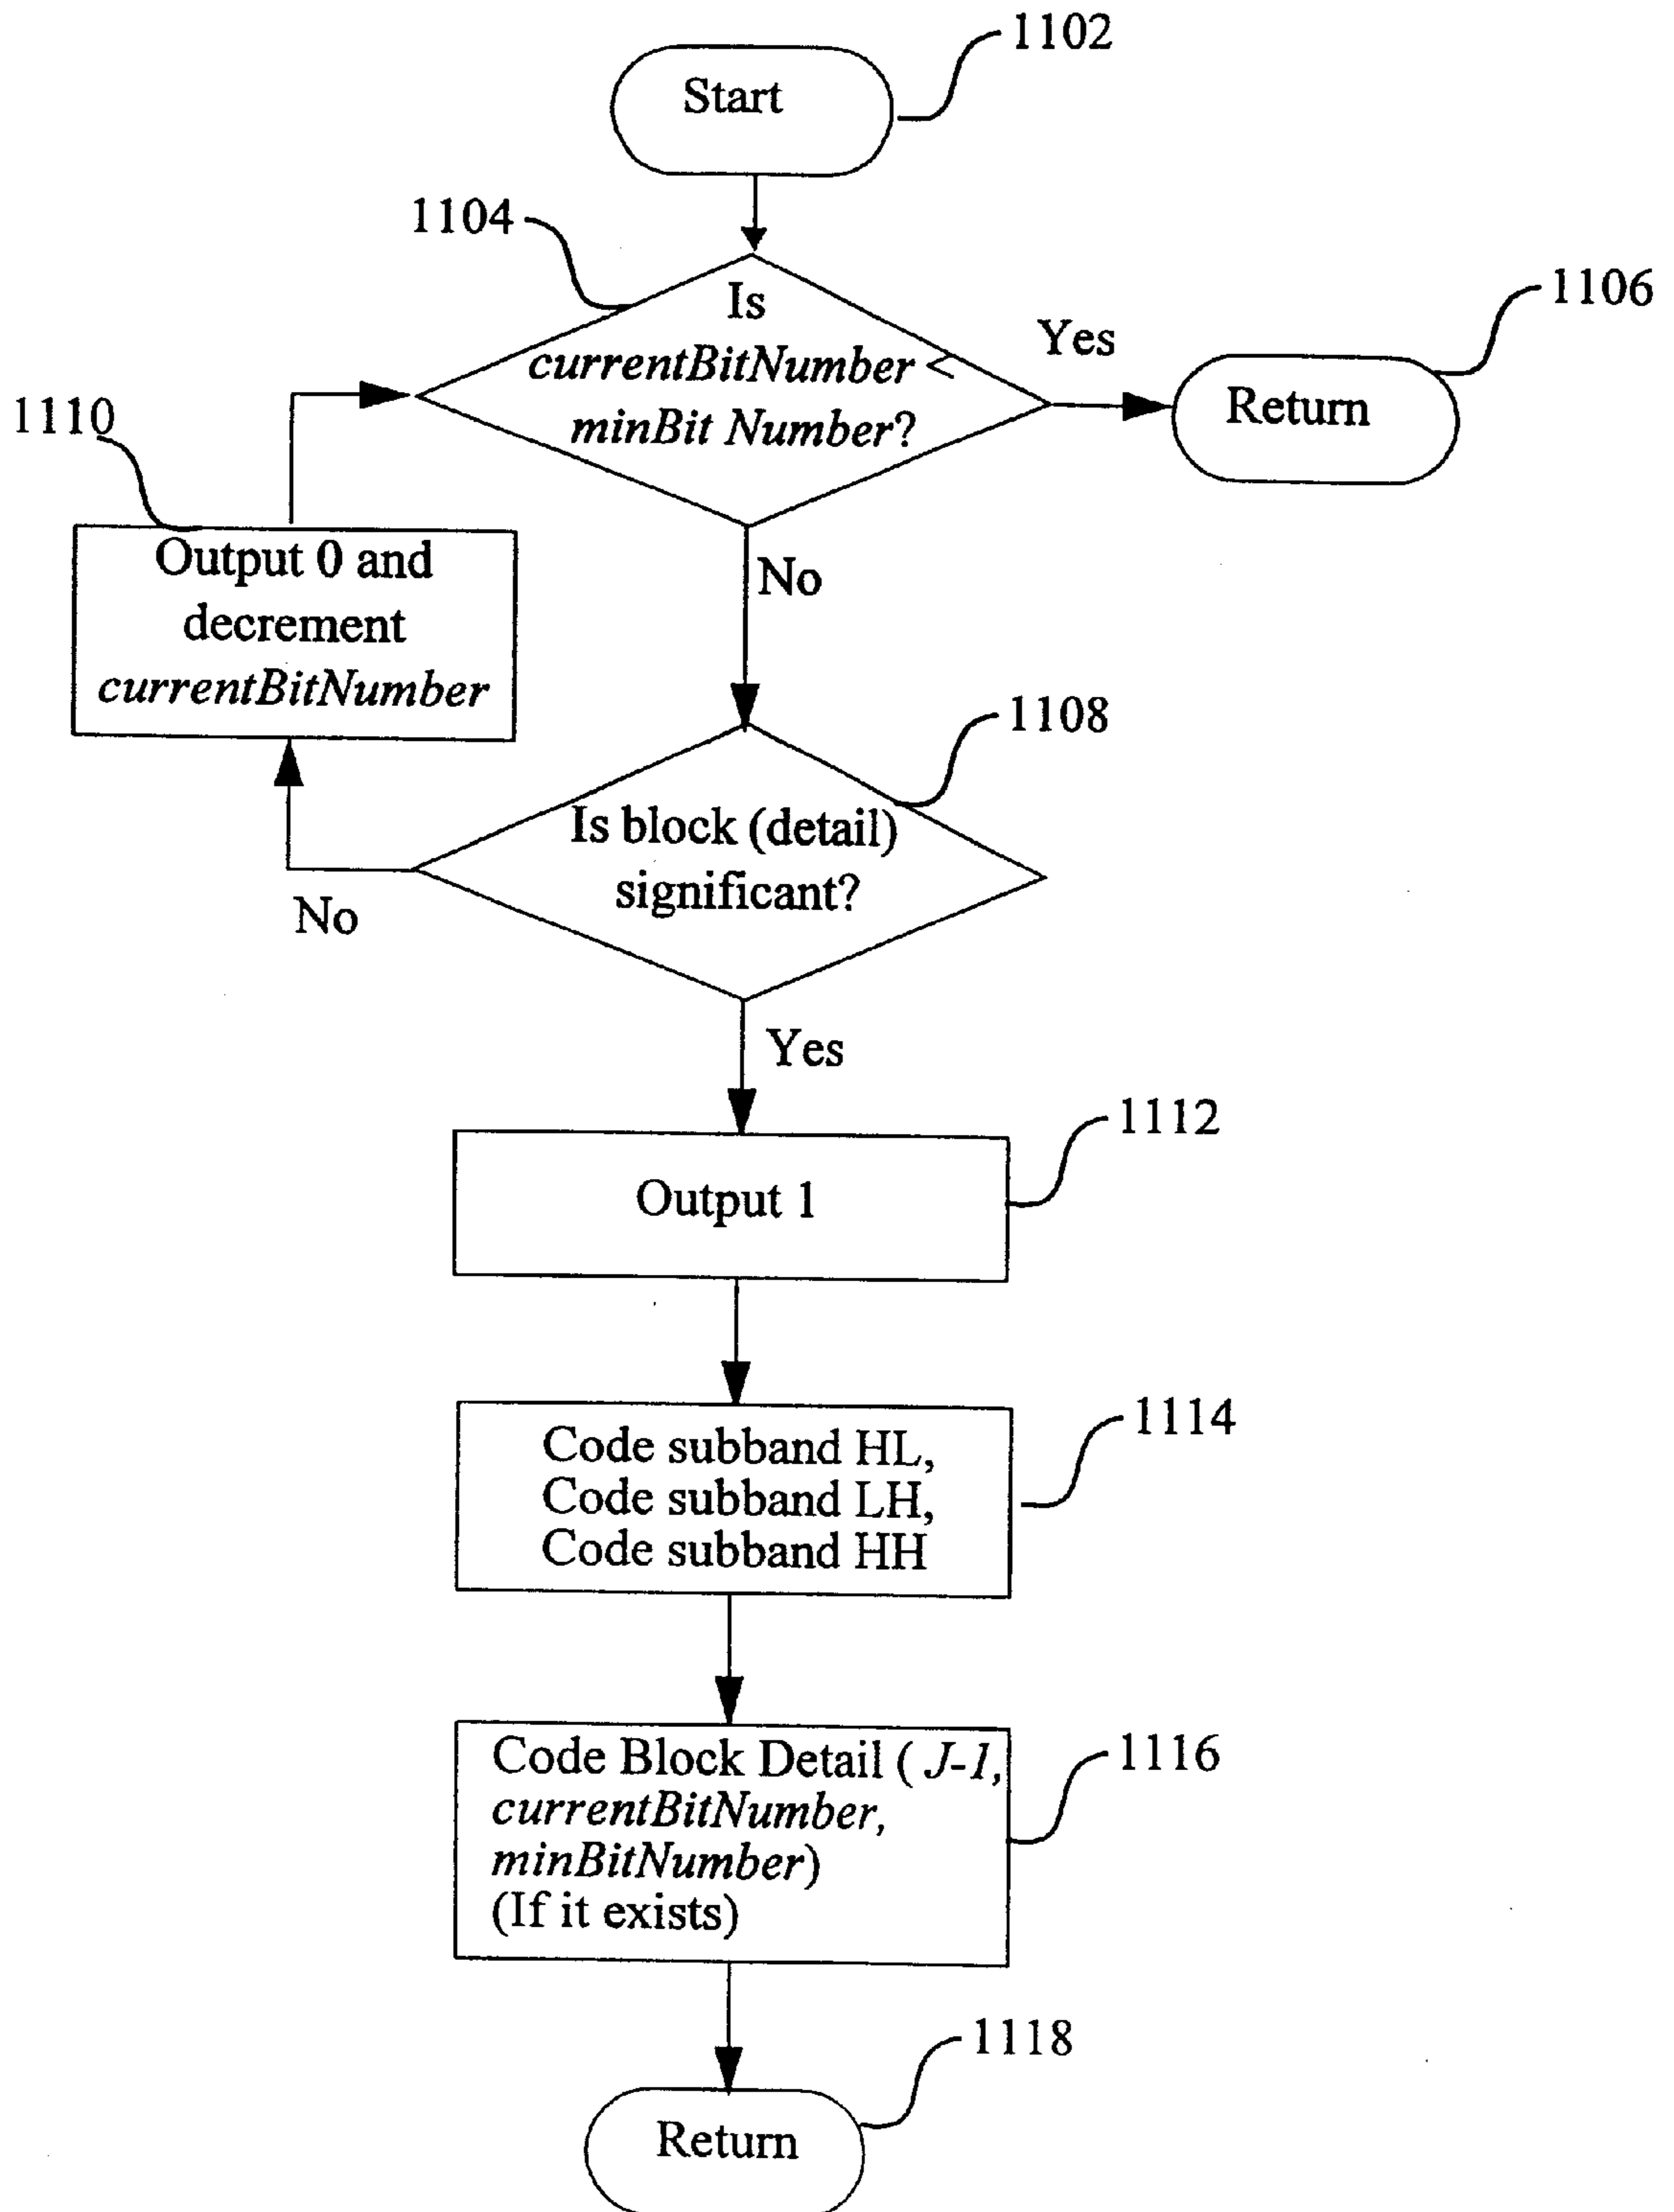 1102
Start
1104
Is
currentBitNumber <
minBit Number?
Yes
1106
Return
1110
Output 0 and
decrement
currentBitNumber
No
1108
Is block (detail)
significant?
No
Yes
1112
Output 1
1114
Code subband HL,
Code subband LH,
Code subband HH
1116
Code Block Detail ( J-1,
currentBitNumber,
minBitNumber)
(If it exists)
1118
Return